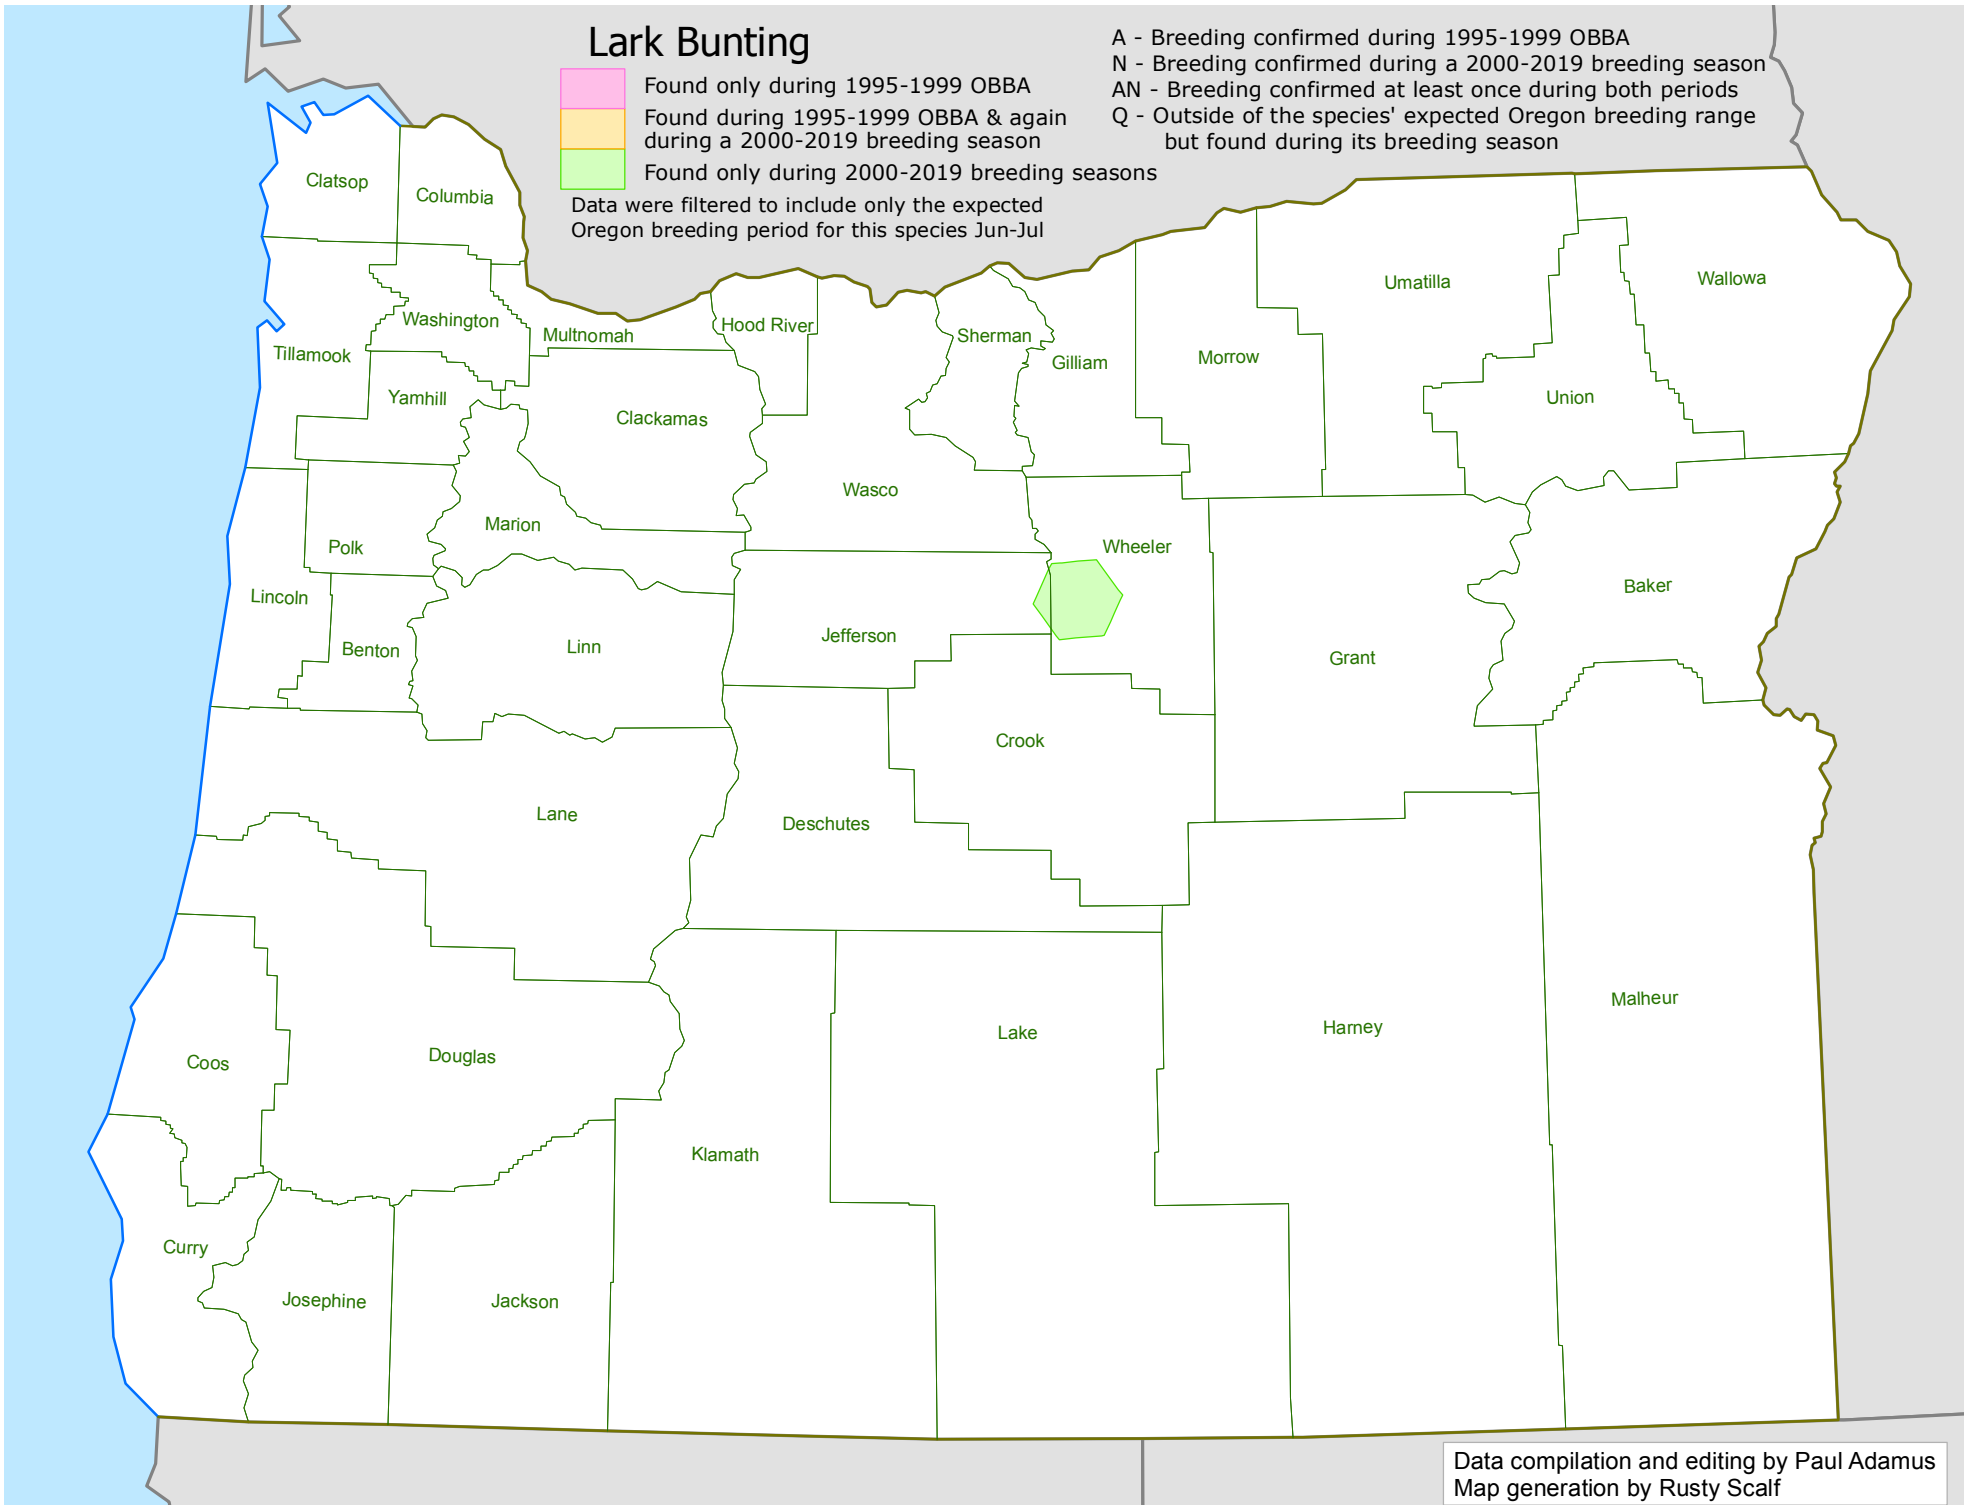 Lark Bunting
Found only during 1995-1999 OBBA
Found during 1995-1999 OBBA & again
during a 2000-2019 breeding season
Found only during 2000-2019 breeding seasons
Data were filtered to include only the expected
Oregon breeding period for this species Jun-Jul
A - Breeding confirmed during 1995-1999 OBBA
N - Breeding confirmed during a 2000-2019 breeding season
AN - Breeding confirmed at least once during both periods
Q - Outside of the species' expected Oregon breeding range
but found during its breeding season
Clatsop
Columbia
Umatilla
Wallowa
Washington
Multnomah
Hood River
Sherman
Tillamook
Gilliam
Morrow
Yamhill
Clackamas
Union
Wasco
Marion
Polk
Wheeler
Lincoln
Baker
Benton
Linn
Jefferson
Grant
Crook
Lane
Deschutes
Malheur
Harney
Lake
Coos
Douglas
Klamath
Curry
Josephine
Jackson
Data compilation and editing by Paul Adamus
Map generation by Rusty Scalf